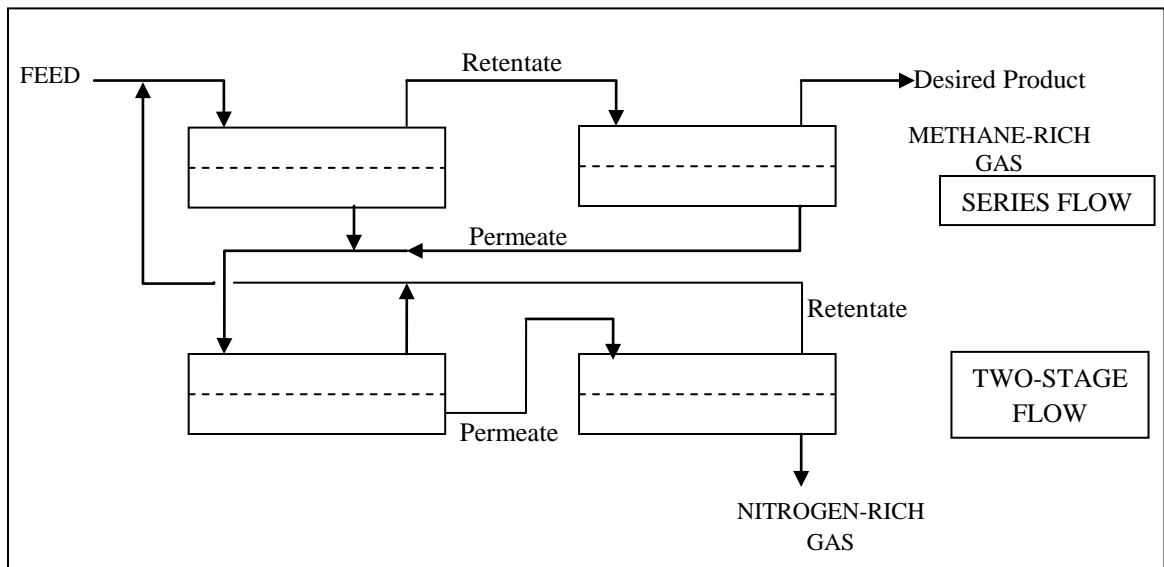 FEED
Retentate
Desired Product
METHANE-RICH
GAS
SERIES FLOW
Permeate
Retentate
TWO-STAGE
FLOW
Permeate
NITROGEN-RICH
GAS